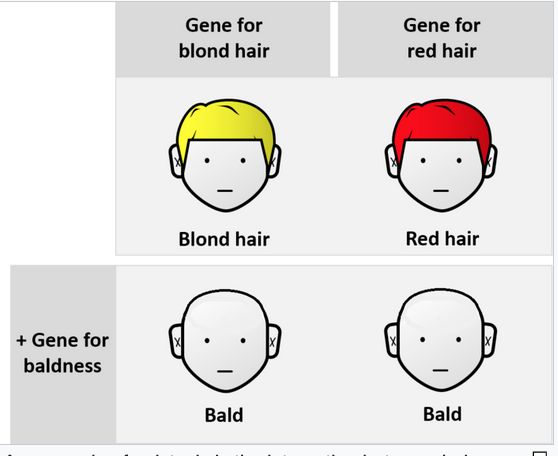 Gene for
blond hair
Gene for
red hair
Blond hair
Red hair
+ Gene for
baldness
Bald
Bald